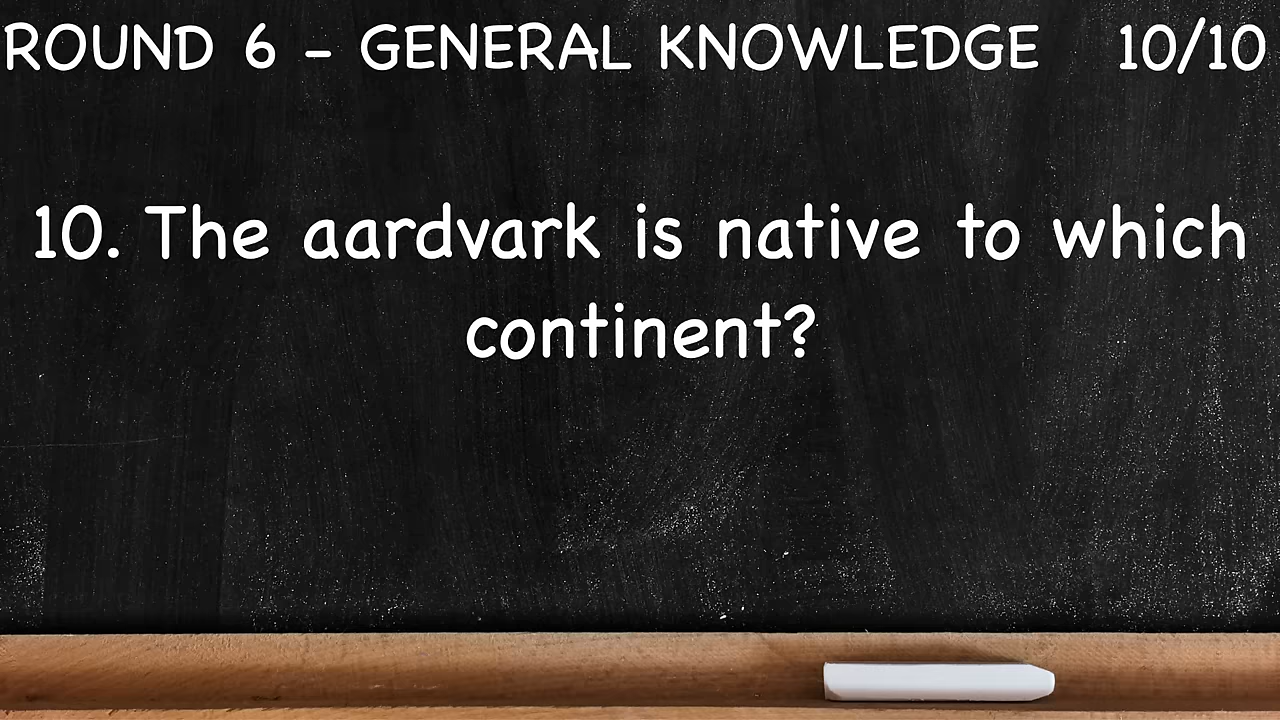 ROUND 6 - GENERAL KNOWLEDGE 10/10
10. The aardvark is native to which
continent?